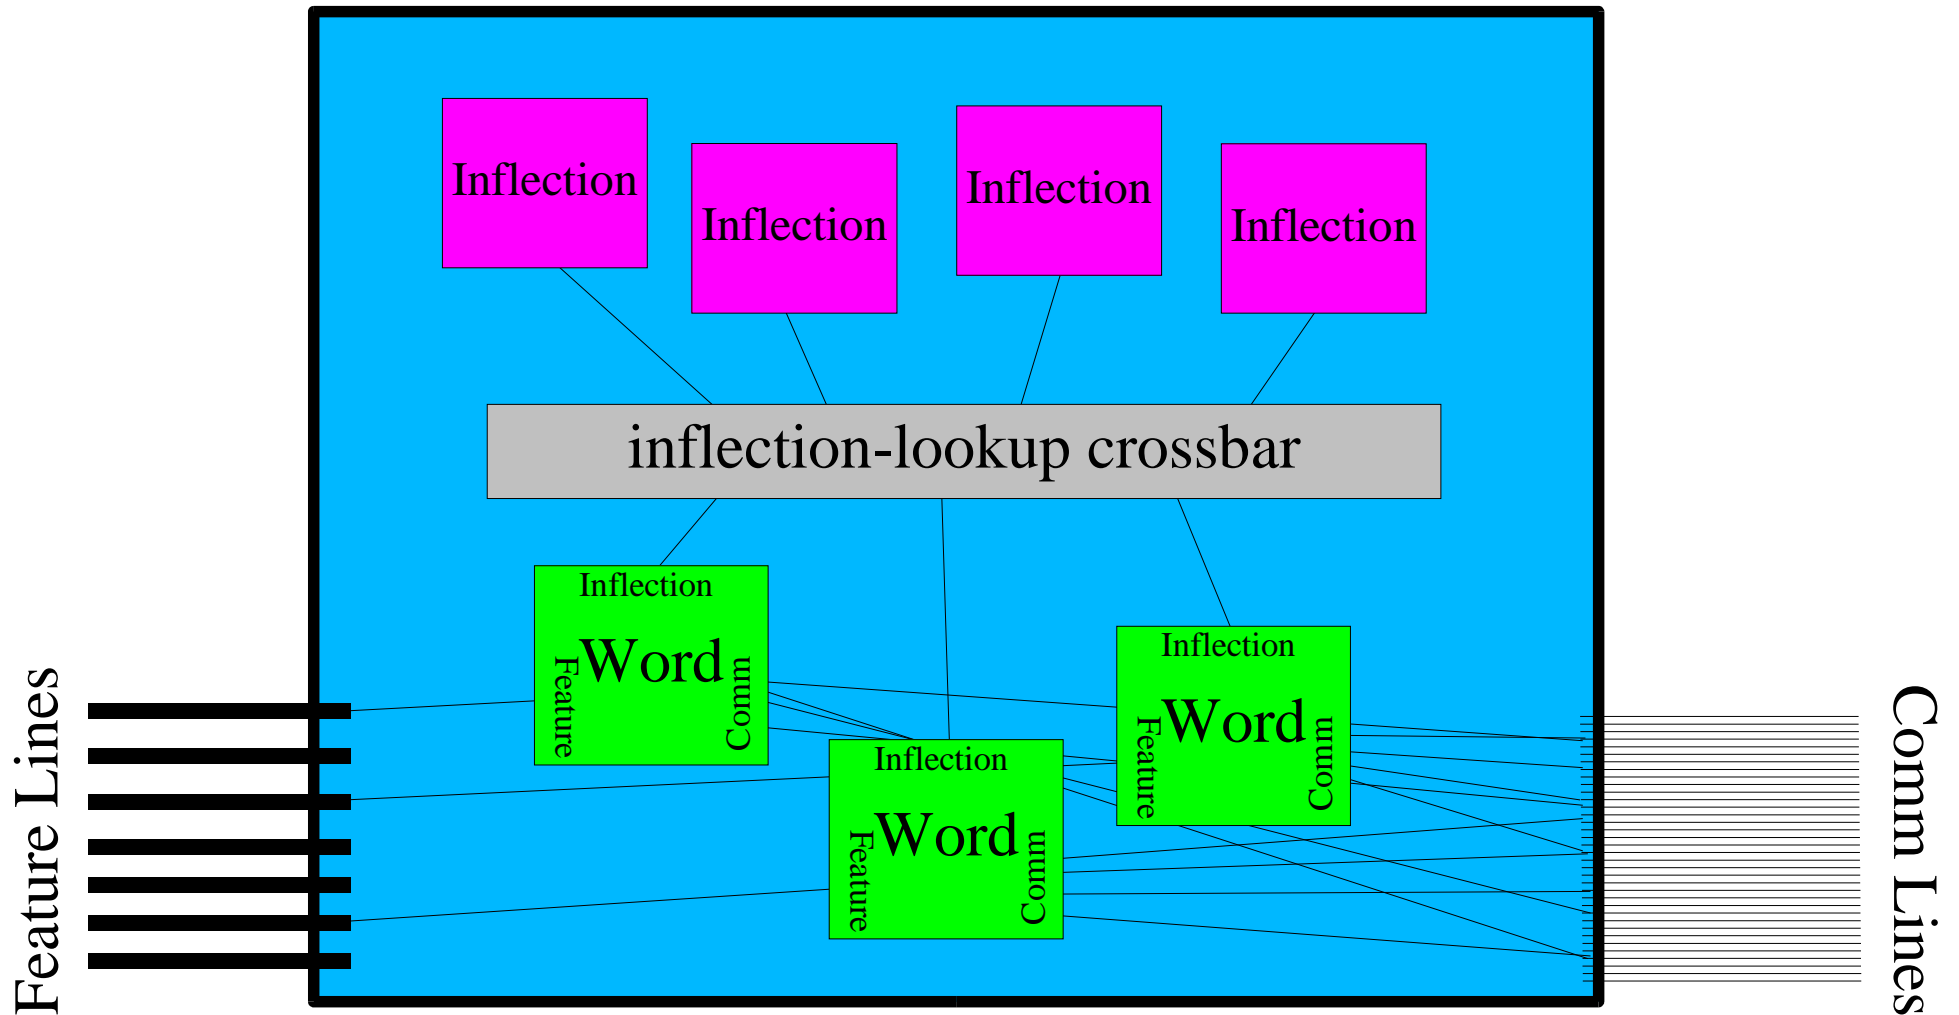 Inflection
Inflection
Inflection
Inflection
inflection-lookup crossbar
Inflection
Word
Feature
Comm
Inflection
Word
Feature
Comm
Inflection
Word
Feature
Comm
Feature Lines
Comm Lines